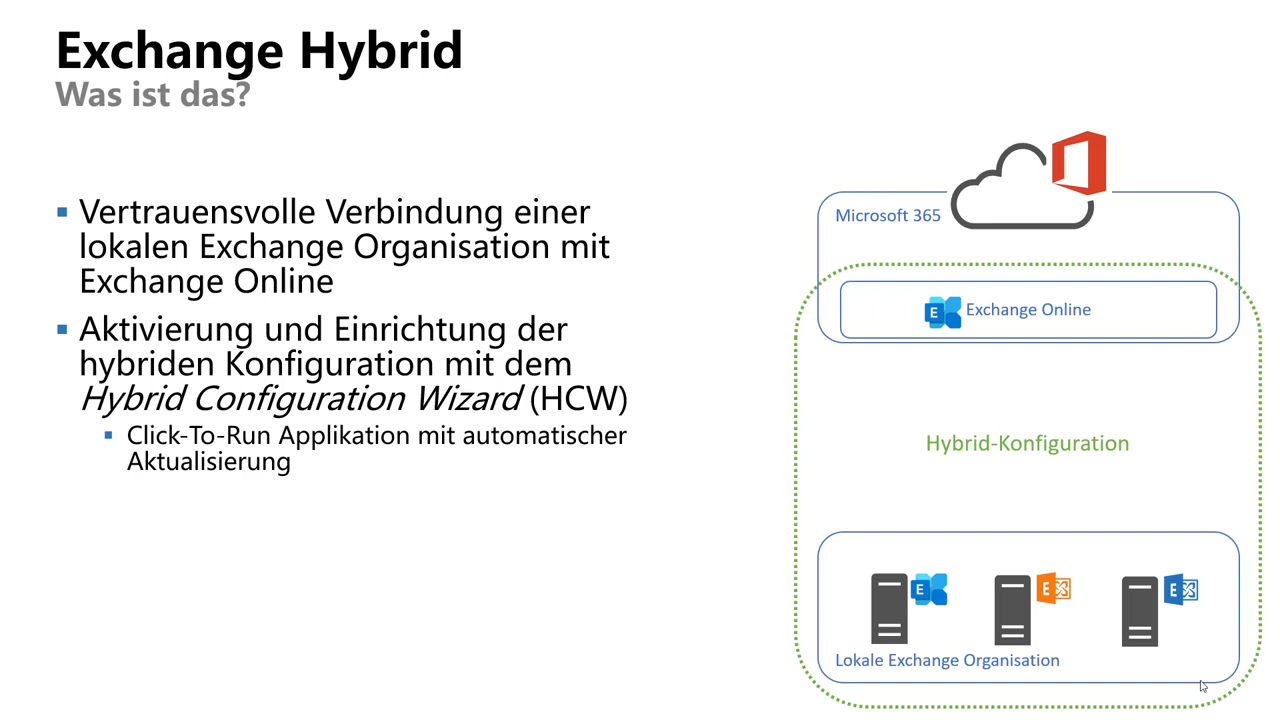 Exchange Hybrid
Was ist das?
▪ Vertrauensvolle Verbindung einer
lokalen Exchange Organisation mit
Exchange Online
▪ Aktivierung und Einrichtung der
hybriden Konfiguration mit dem
Hybrid Configuration Wizard (HCW)
▪ Click-To-Run Applikation mit automatischer
Aktualisierung
Microsoft 365
E Exchange Online
Hybrid-Konfiguration
E E E
Lokale Exchange Organisation